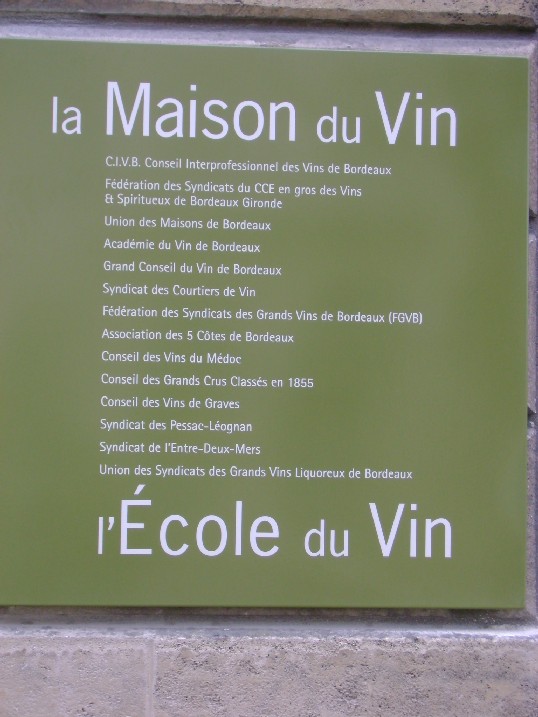 la Maison du Vin
C.I.V.B. Conseil Interprofessionnel des Vins de Bordeaux
Fédération des Syndicats du CCE en gros des Vins
& Spiritueux de Bordeaux Gironde
Union des Maisons de Bordeaux
Académie du Vin de Bordeaux
Grand Conseil du Vin de Bordeaux
Syndicat des Courtiers de Vin
Fédération des Syndicats des Grands Vins de Bordeaux (FGVB)
Association des 5 Côtes de Bordeaux
Conseil des Vins du Médoc
Conseil des Grands Crus Classés en 1855
Conseil des Vins de Graves
Syndicat des Pessac-Léognan
Syndicat de l'Entre-Deux-Mers
Union des Syndicats des Grands Vins Liquoreux de Bordeaux
l'École du Vin